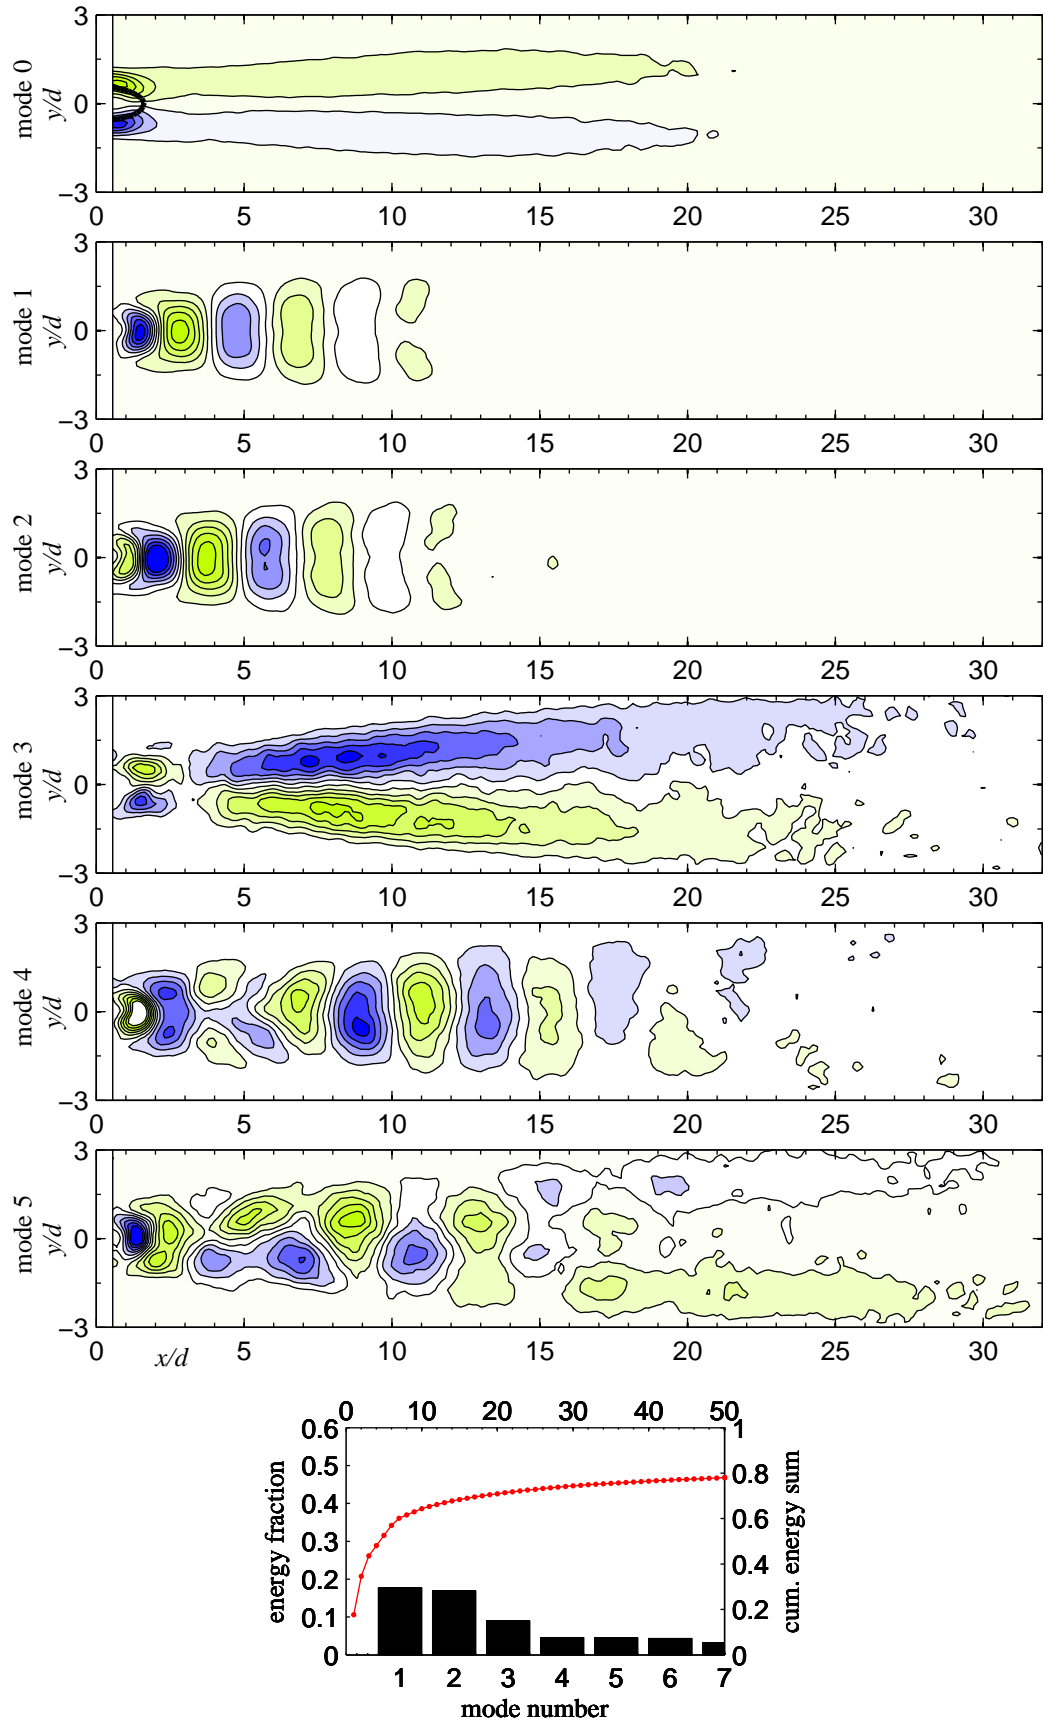 3
0
−3
mode 0
y/d
0 5 10 15 20 25 30
3
0
−3
mode 1
y/d
0 5 10 15 20 25 30
3
0
−3
mode 2
y/d
0 5 10 15 20 25 30
3
0
−3
mode 3
y/d
0 5 10 15 20 25 30
3
0
−3
mode 4
y/d
0 5 10 15 20 25 30
3
0
−3
mode 5
y/d
0 5 10 15 20 25 30
x/d
0 10 20 30 40 50
0.6
0.5
0.4
0.3
0.2
0.1
0
energy fraction
1
0.8
0.6
0.4
0.2
0
cum. energy sum
1 2 3 4 5 6 7
mode number